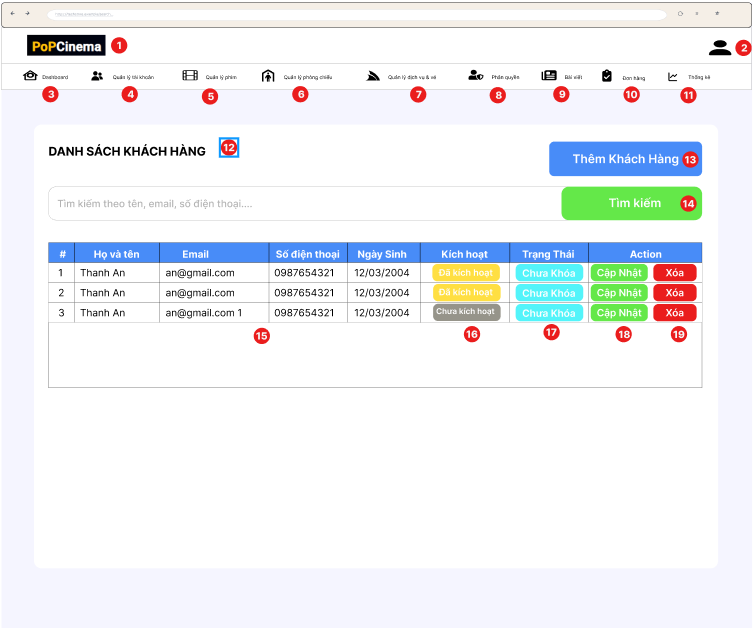 PoPCinema 1
2
Dashboard Quản lý tài khoản Quản lý phim Quản lý phòng chiếu Quản lý dịch vụ & vé Phân quyền Bài viết Đơn hàng Thống kê
3 4 5 6 7 8 9 10 11
DANH SÁCH KHÁCH HÀNG 12
Thêm Khách Hàng 13
Tìm kiếm theo tên, email, số điện thoại.... Tìm kiếm 14
# Họ và tên Email Số điện thoại Ngày Sinh Kích hoạt Trạng Thái Action
1 Thanh An an@gmail.com 0987654321 12/03/2004 Đã kích hoạt Chưa Khóa Cập Nhật Xóa
2 Thanh An an@gmail.com 0987654321 12/03/2004 Đã kích hoạt Chưa Khóa Cập Nhật Xóa
3 Thanh An an@gmail.com 1 0987654321 12/03/2004 Chưa kích hoạt Chưa Khóa Cập Nhật Xóa
15 16 17 18 19